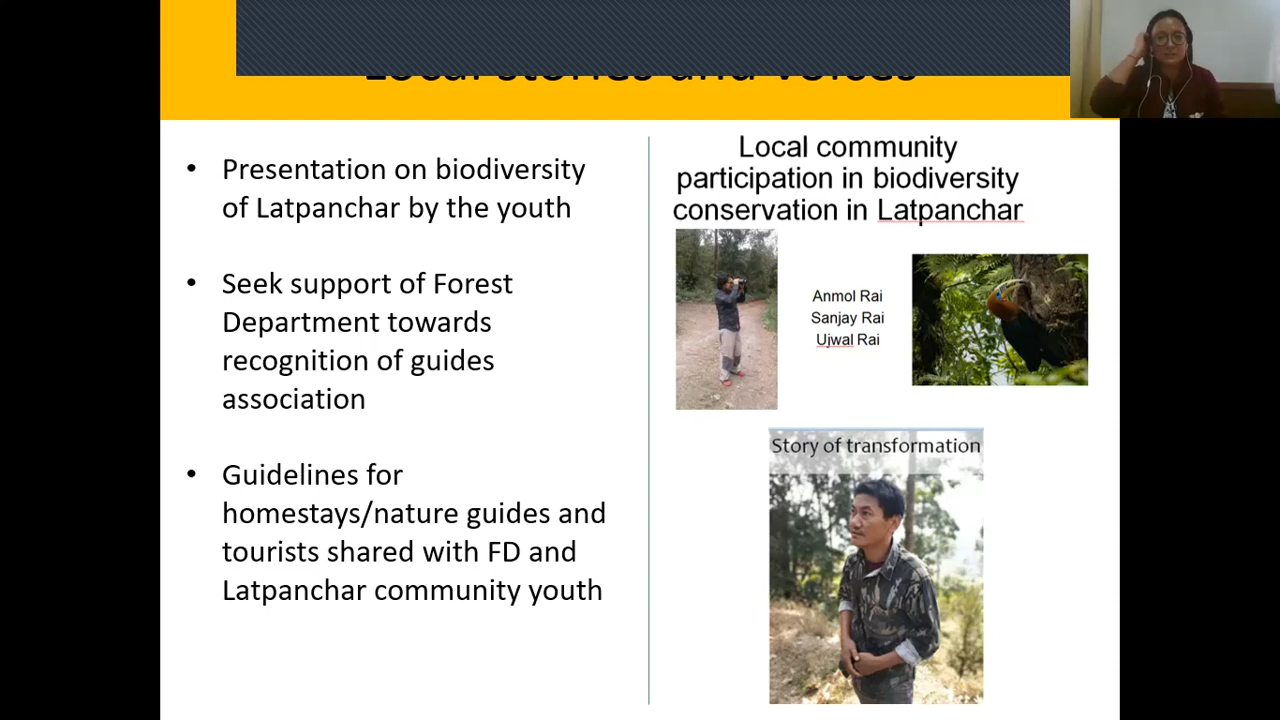 Local stories and voices
• Presentation on biodiversity
of Latpanchar by the youth
• Seek support of Forest
Department towards
recognition of guides
association
• Guidelines for
homestays/nature guides and
tourists shared with FD and
Latpanchar community youth
Local community
participation in biodiversity
conservation in Latpanchar
Anmol Rai
Sanjay Rai
Ujwal Rai
Story of transformation